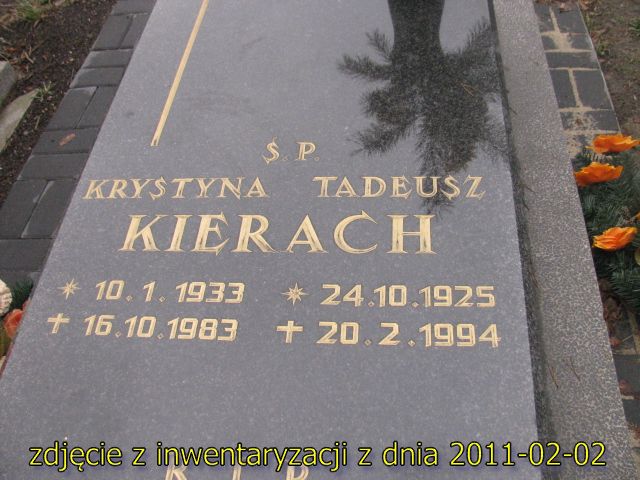 Ś.P.
KRYSTYNA TADEUSZ
KIERACH
* 10.1.1933 * 24.10.1925
+ 16.10.1983 + 20.2.1994
zdjęcie z inwentaryzacji z dnia 2011-02-02
R.I.P.